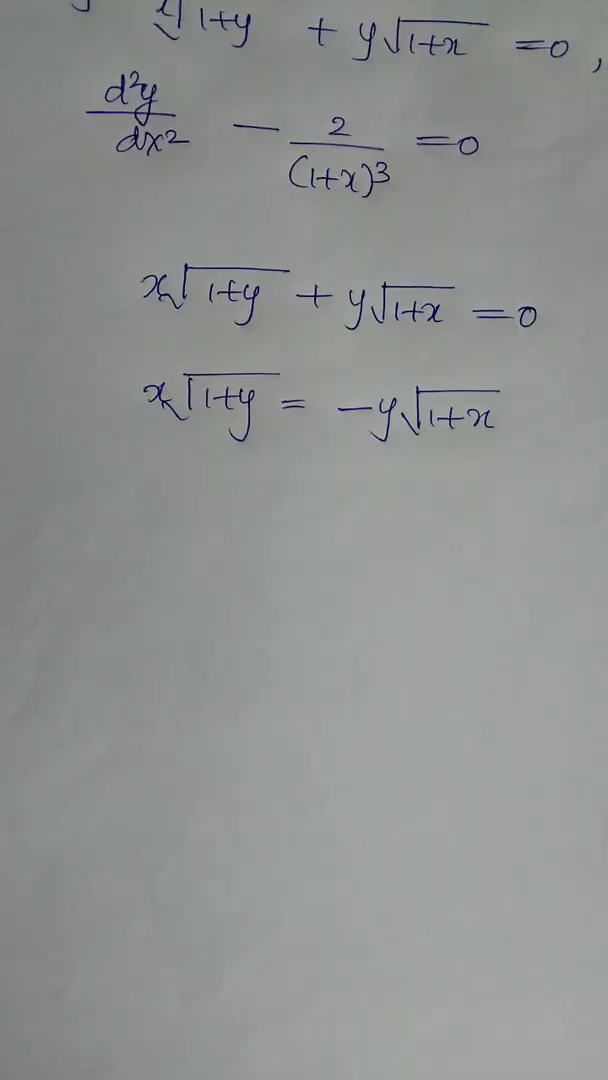 x√1+y + y√1+x =0,
d²y/dx² - 2/(1+x)³ =0
x√1+y + y√1+x =0
x√1+y = -y√1+x